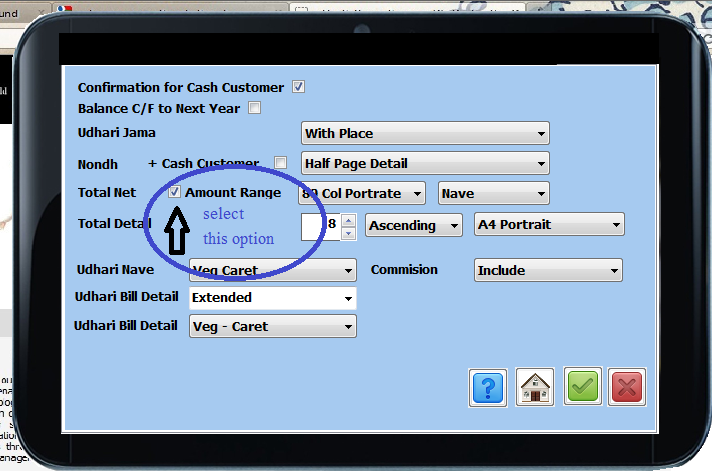 Confirmation for Cash Customer
Balance C/F to Next Year
Udhari Jama With Place
Nondh + Cash Customer Half Page Detail
Total Net Amount Range 80 Col Portrate Nave
select
Total Detail 8 Ascending A4 Portrait
this option
Udhari Nave Veg Caret Commision Include
Udhari Bill Detail Extended
Udhari Bill Detail Veg - Caret
?